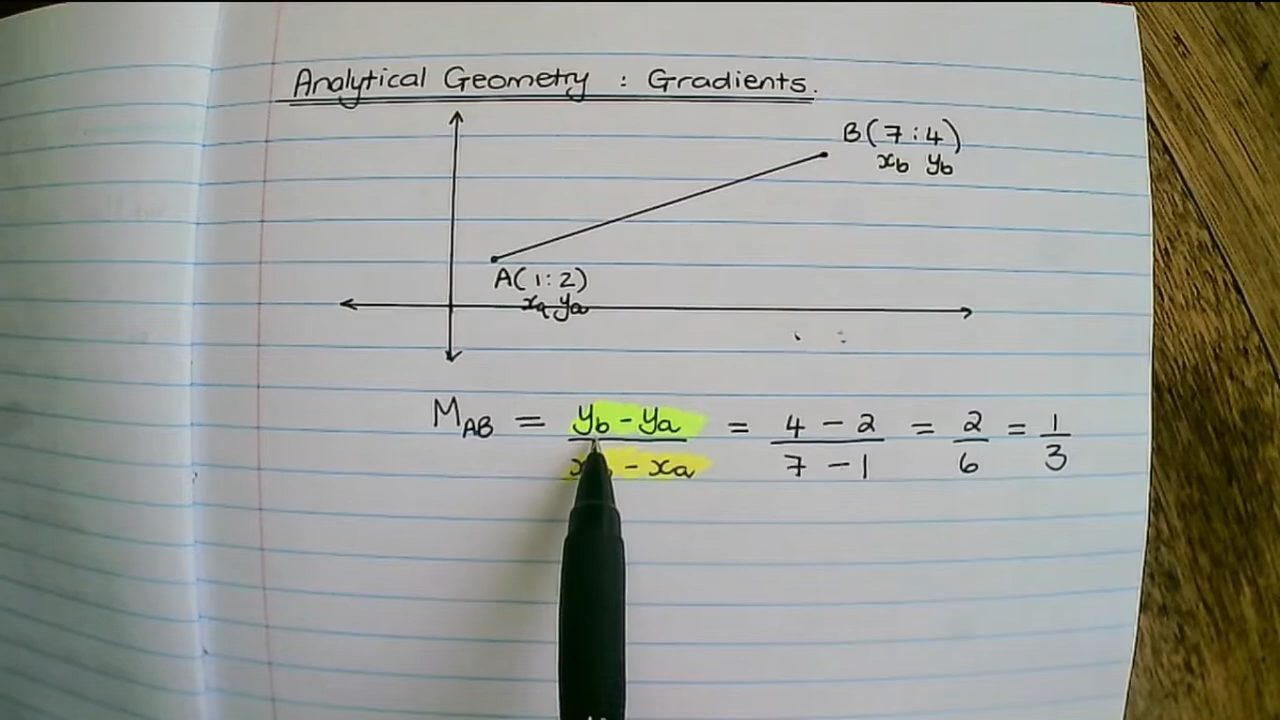 Analytical Geometry : Gradients.
B(7 : 4)
xb yb
A(1 : 2)
xa ya
MAB = yb - ya / - xa = 4 - 2 / 7 - 1 = 2/6 = 1/3